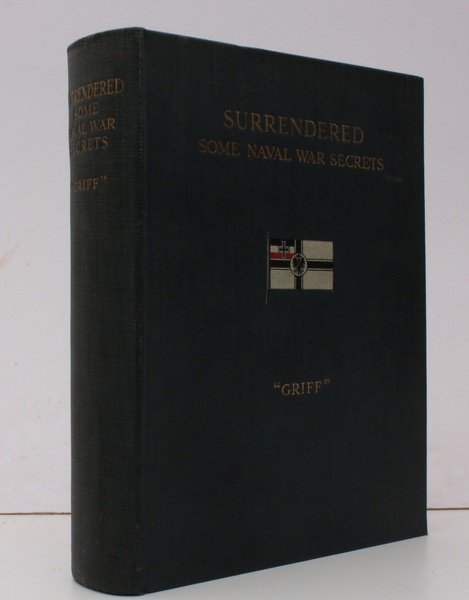 SURRENDERED
SOME
NAVAL WAR
SECRETS
"GRIFF"
SURRENDERED
SOME NAVAL WAR SECRETS
"GRIFF"